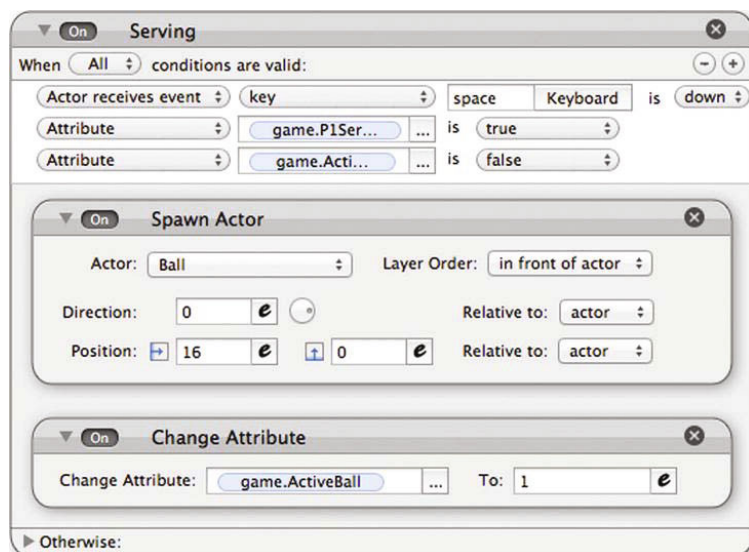 On Serving
When All conditions are valid:
Actor receives event key space Keyboard is down
Attribute game.P1Ser... ... is true
Attribute game.Acti... ... is false
On Spawn Actor
Actor: Ball Layer Order: in front of actor
Direction: 0 e Relative to: actor
Position: 16 e 0 e Relative to: actor
On Change Attribute
Change Attribute: game.ActiveBall ... To: 1 e
Otherwise: